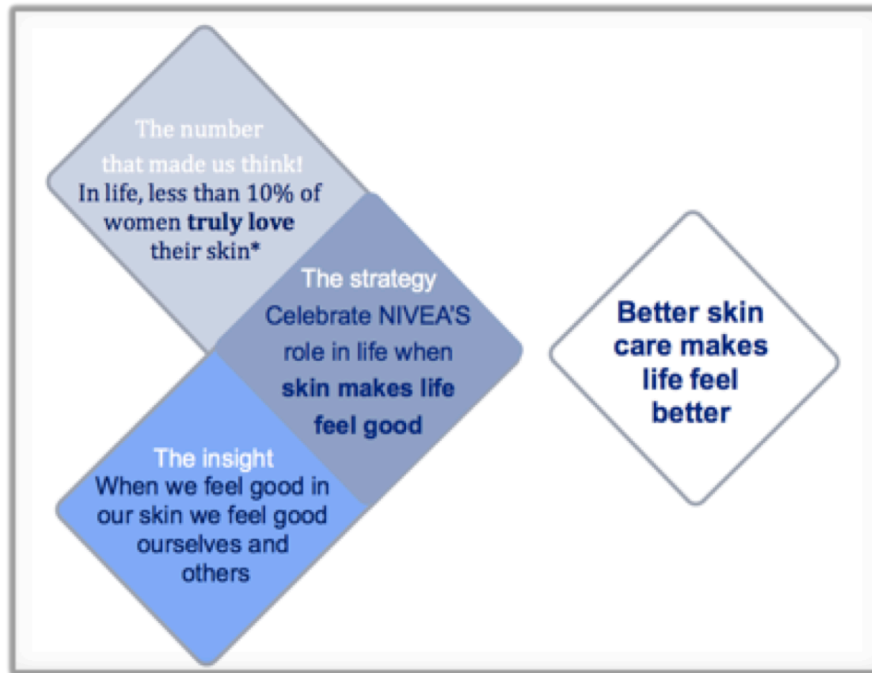 The number
that made us think!
In life, less than 10% of
women truly love
their skin*
The strategy
Celebrate NIVEA'S
role in life when
skin makes life
feel good
The insight
When we feel good in
our skin we feel good
ourselves and
others
Better skin
care makes
life feel
better